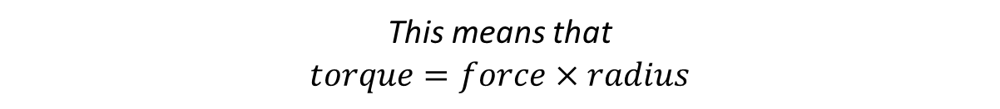 This means that
torque = force × radius